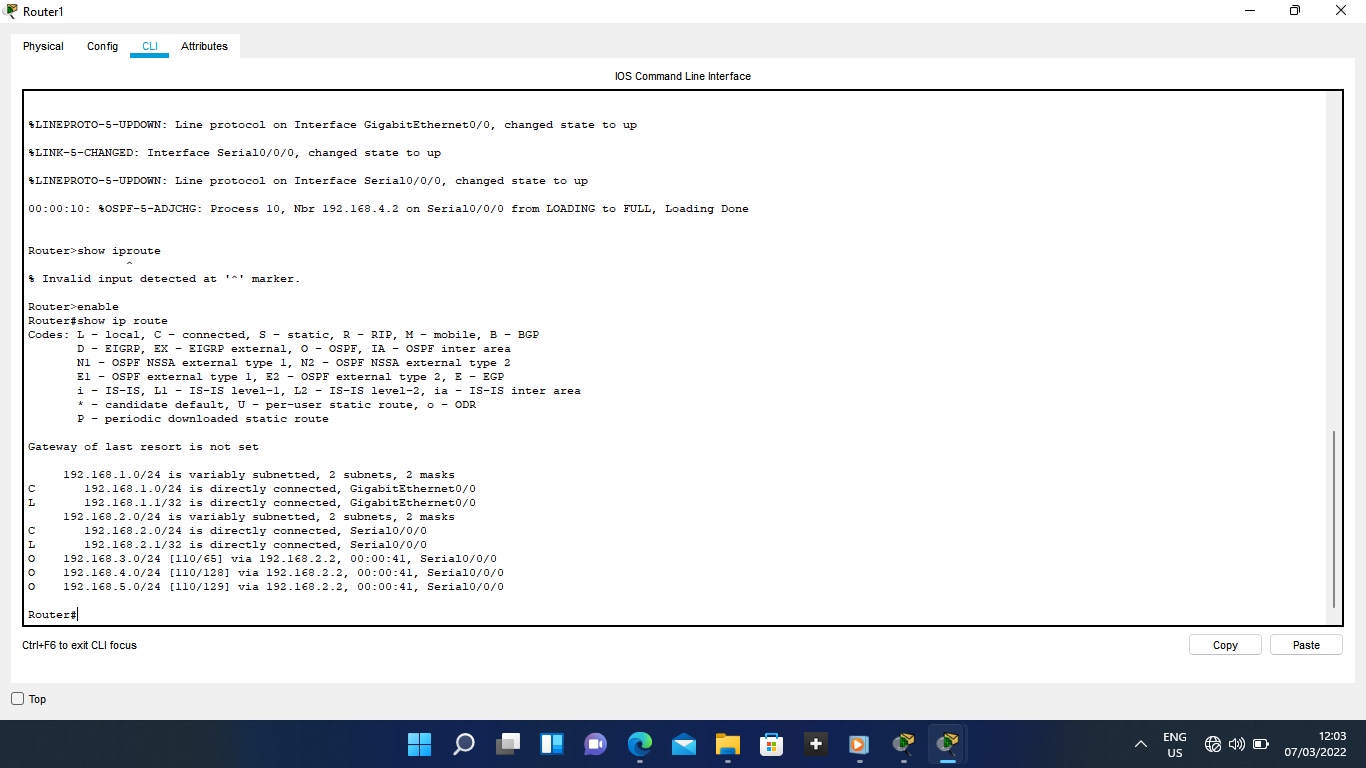 Router1
Physical Config CLI Attributes
IOS Command Line Interface
%LINEPROTO-5-UPDOWN: Line protocol on Interface GigabitEthernet0/0, changed state to up
%LINK-5-CHANGED: Interface Serial0/0/0, changed state to up
%LINEPROTO-5-UPDOWN: Line protocol on Interface Serial0/0/0, changed state to up
00:00:10: %OSPF-5-ADJCHG: Process 10, Nbr 192.168.4.2 on Serial0/0/0 from LOADING to FULL, Loading Done
Router>show iproute
^
% Invalid input detected at '^' marker.
Router>enable
Router#show ip route
Codes: L - local, C - connected, S - static, R - RIP, M - mobile, B - BGP
D - EIGRP, EX - EIGRP external, O - OSPF, IA - OSPF inter area
N1 - OSPF NSSA external type 1, N2 - OSPF NSSA external type 2
E1 - OSPF external type 1, E2 - OSPF external type 2, E - EGP
i - IS-IS, L1 - IS-IS level-1, L2 - IS-IS level-2, ia - IS-IS inter area
* - candidate default, U - per-user static route, o - ODR
P - periodic downloaded static route
Gateway of last resort is not set
192.168.1.0/24 is variably subnetted, 2 subnets, 2 masks
C 192.168.1.0/24 is directly connected, GigabitEthernet0/0
L 192.168.1.1/32 is directly connected, GigabitEthernet0/0
192.168.2.0/24 is variably subnetted, 2 subnets, 2 masks
C 192.168.2.0/24 is directly connected, Serial0/0/0
L 192.168.2.1/32 is directly connected, Serial0/0/0
O 192.168.3.0/24 [110/65] via 192.168.2.2, 00:00:41, Serial0/0/0
O 192.168.4.0/24 [110/128] via 192.168.2.2, 00:00:41, Serial0/0/0
O 192.168.5.0/24 [110/129] via 192.168.2.2, 00:00:41, Serial0/0/0
Router#
Ctrl+F6 to exit CLI focus
Copy Paste
Top
ENG
US
12:03
07/03/2022